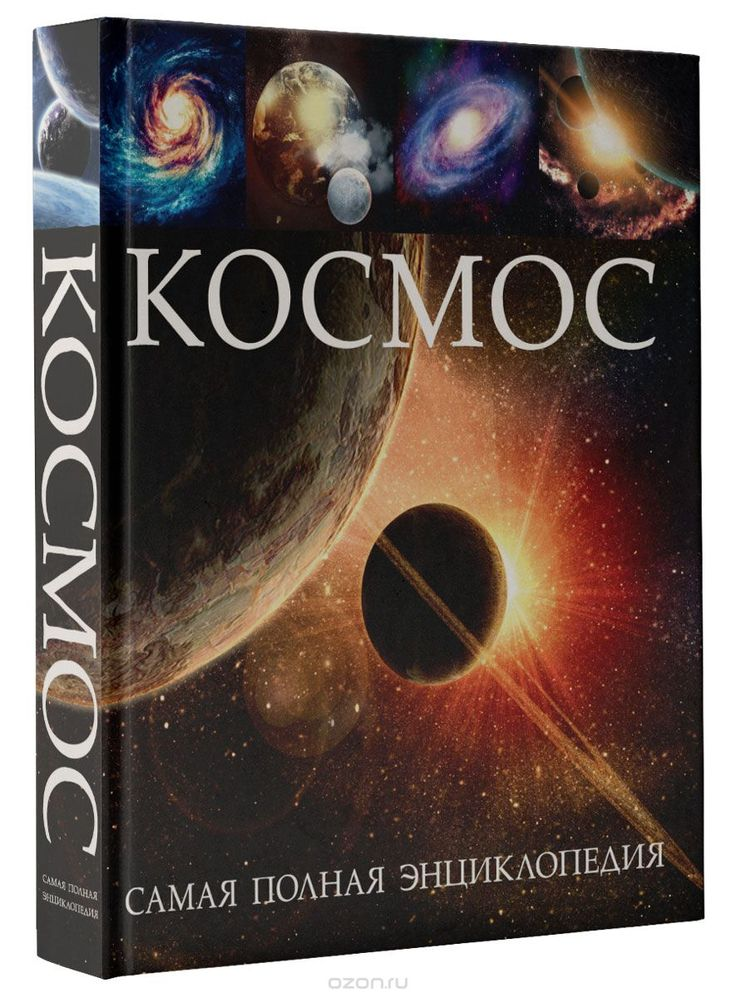 КОСМОС
САМАЯ ПОЛНАЯ ЭНЦИКЛОПЕДИЯ
КОСМОС
САМАЯ ПОЛНАЯ
ЭНЦИКЛОПЕДИЯ
ozon.ru